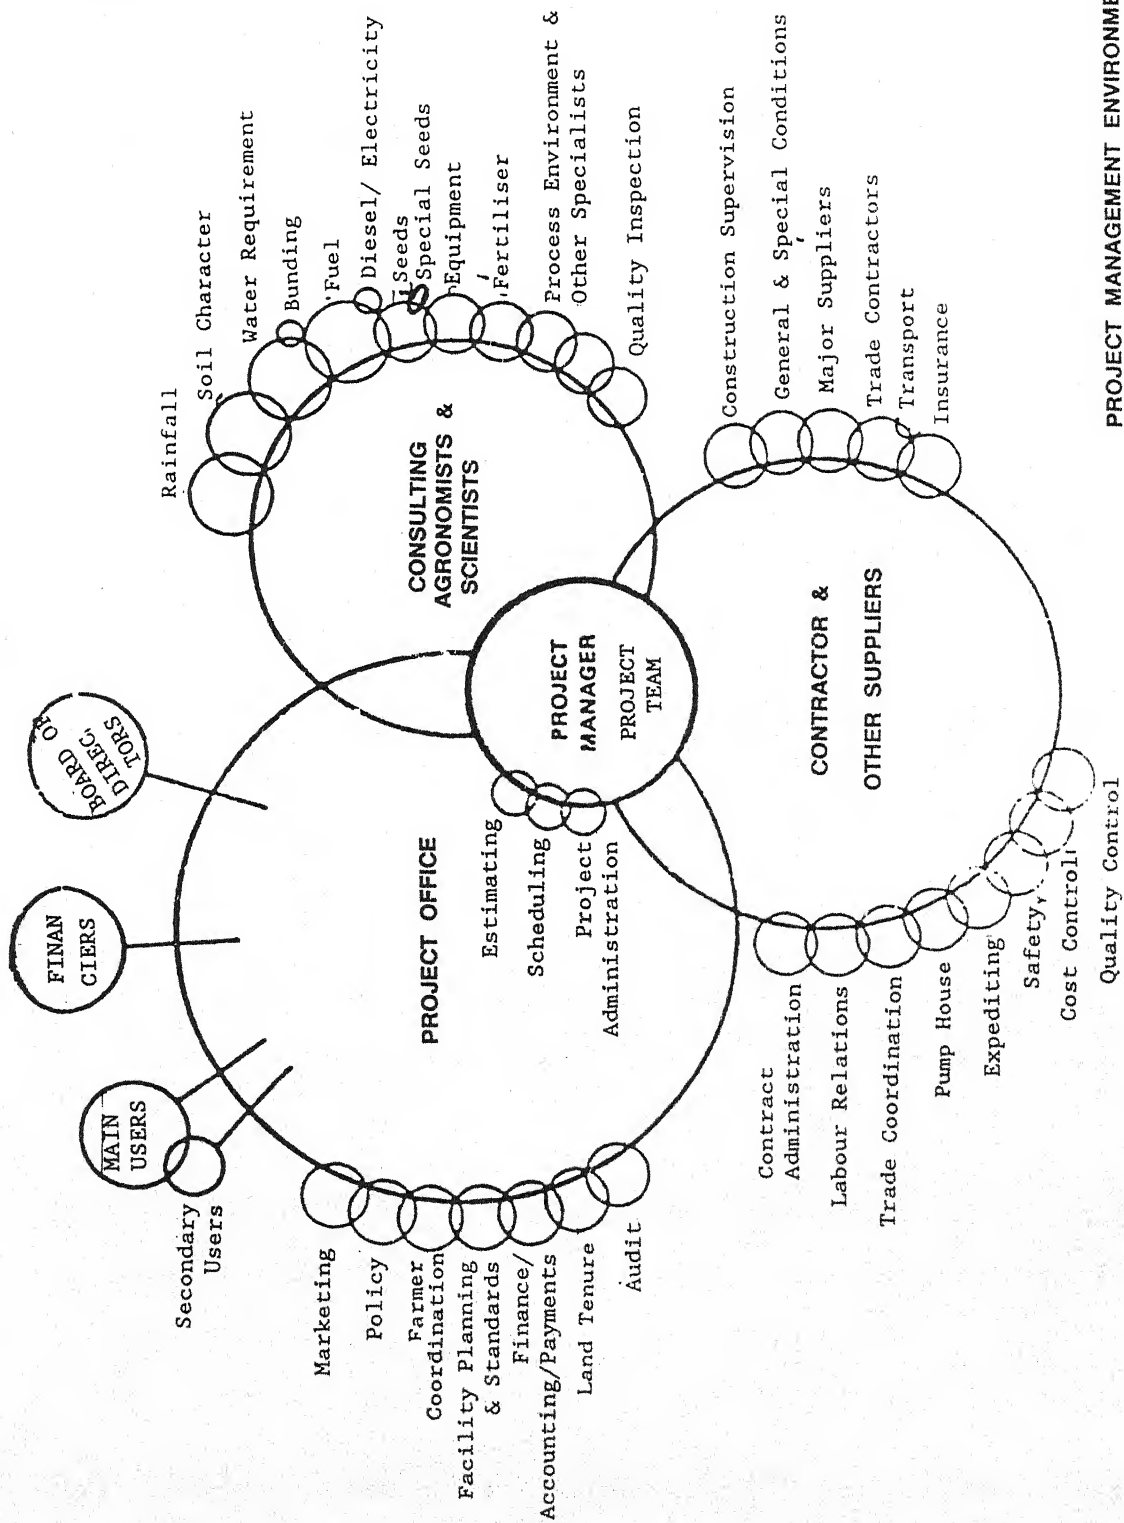 BOARD OF
DIREC.
TORS
FINAN
CIERS
MAIN
USERS
Secondary
Users
PROJECT OFFICE
Marketing
Policy
Farmer
Coordination
Facility Planning
& Standards
Finance/
Accounting/Payments
Land Tenure
Audit
Estimating
Scheduling
Project
Administration
PROJECT
MANAGER
PROJECT
TEAM
CONSULTING
AGRONOMISTS &
SCIENTISTS
Rainfall
Soil Character
Water Requirement
Bunding
Fuel
Diesel/ Electricity
Seeds
Special Seeds
Equipment
Fertiliser
Process Environment &
Other Specialists
Quality Inspection
CONTRACTOR &
OTHER SUPPLIERS
Construction Supervision
General & Special Conditions
Major Suppliers
Trade Contractors
Transport
Insurance
Contract
Administration
Labour Relations
Trade Coordination
Pump House
Expediting
Safety,
Cost Control
Quality Control
PROJECT MANAGEMENT ENVIRONME